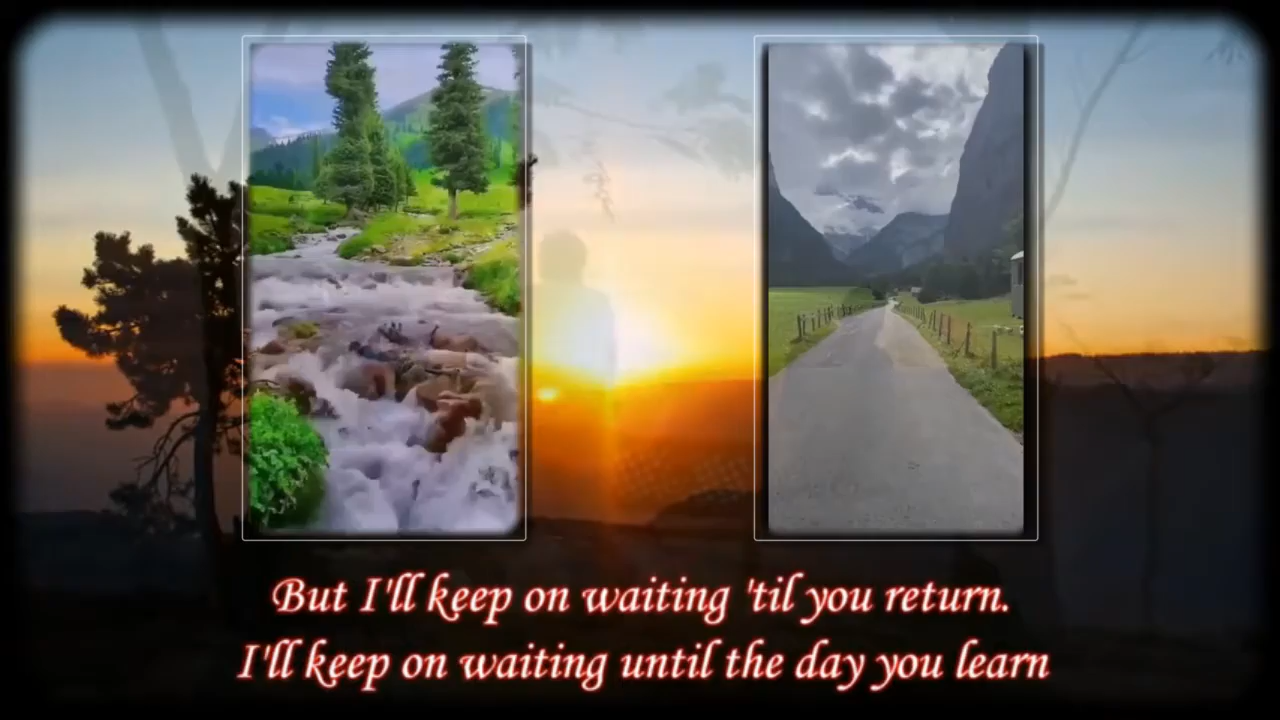 But I'll keep on waiting 'til you return.
I'll keep on waiting until the day you learn